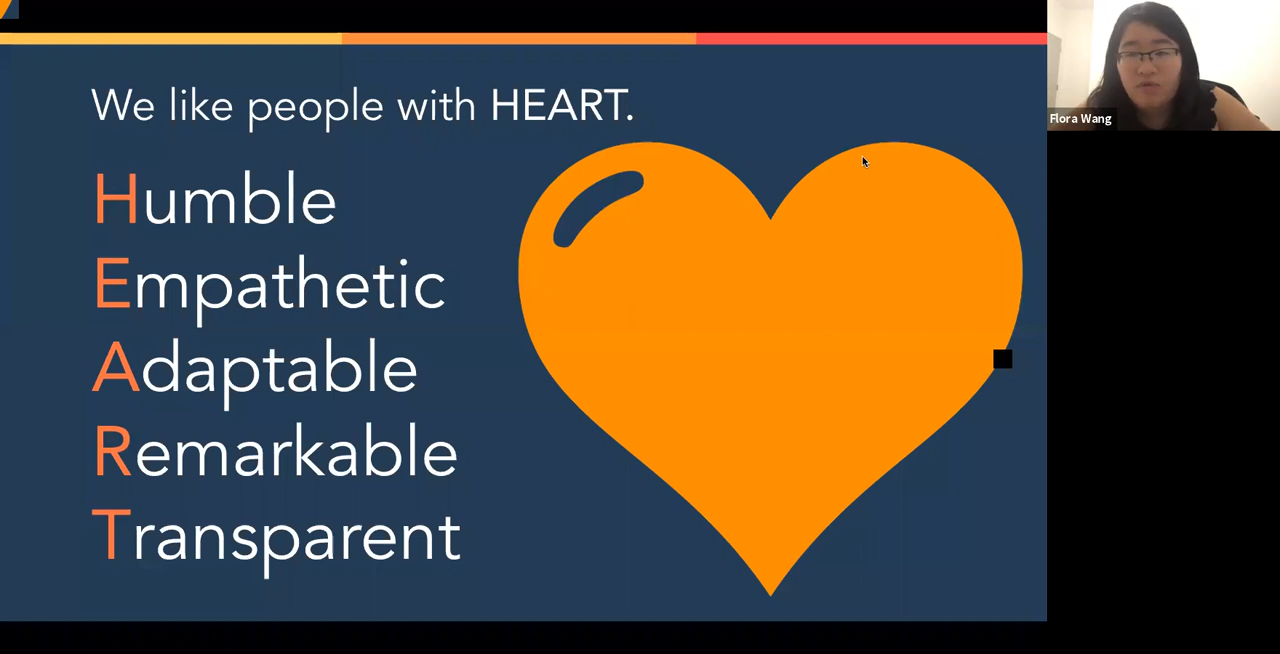 We like people with HEART.
Humble
Empathetic
Adaptable
Remarkable
Transparent
Flora Wang